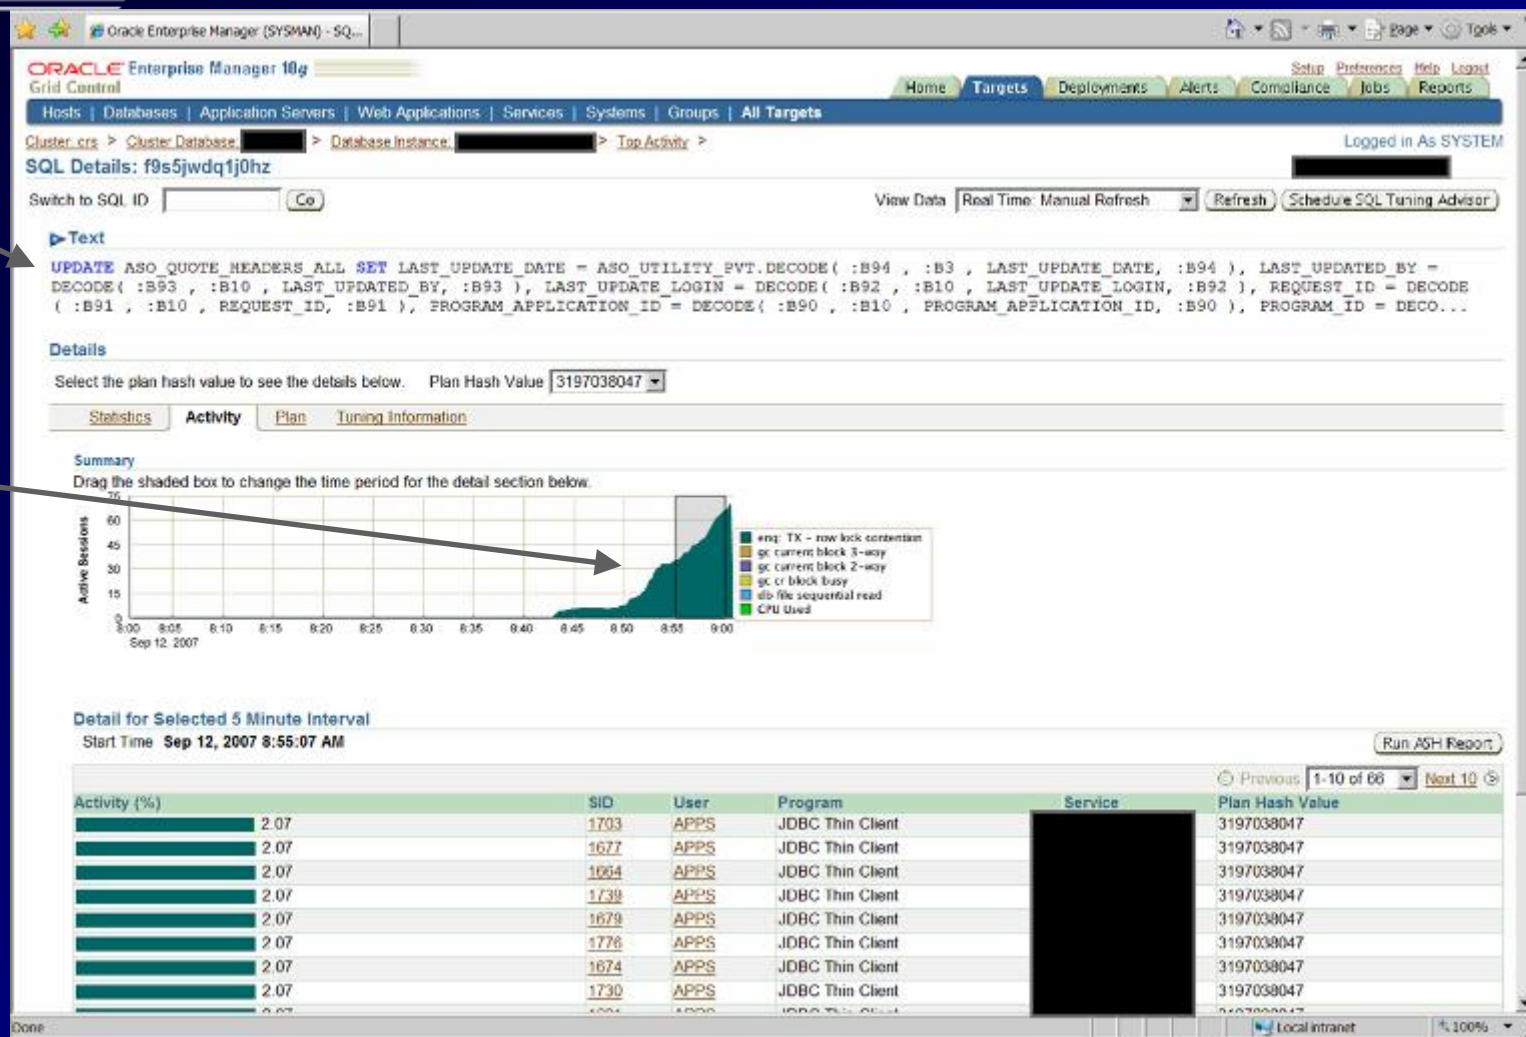 Oracle Enterprise Manager (SYSMAN) - SQ...
Page
Tools
ORACLE Enterprise Manager 10g
Grid Control
Setup Preferences Help Logout
Home Targets Deployments Alerts Compliance Jobs Reports
Hosts | Databases | Application Servers | Web Applications | Services | Systems | Groups | All Targets
Cluster: crs > Cluster Database: > Database Instance: > Top Activity >
Logged in As SYSTEM
SQL Details: f9s5jwdq1j0hz
Switch to SQL ID Go
View Data Real Time: Manual Refresh Refresh Schedule SQL Tuning Advisor
Text
UPDATE ASO_QUOTE_HEADERS_ALL SET LAST_UPDATE_DATE = ASO_UTILITY_PVT.DECODE( :B94 , :B3 , LAST_UPDATE_DATE, :B94 ), LAST_UPDATED_BY =
DECODE( :B93 , :B10 , LAST_UPDATED_BY, :B93 ), LAST_UPDATE_LOGIN = DECODE( :B92 , :B10 , LAST_UPDATE_LOGIN, :B92 ), REQUEST_ID = DECODE
( :B91 , :B10 , REQUEST_ID, :B91 ), PROGRAM_APPLICATION_ID = DECODE( :B90 , :B10 , PROGRAM_APPLICATION_ID, :B90 ), PROGRAM_ID = DECO...
Details
Select the plan hash value to see the details below. Plan Hash Value 3197038047
Statistics Activity Plan Tuning Information
Summary
Drag the shaded box to change the time period for the detail section below.
Active Sessions
75
60
45
30
15
0
8:00 8:05 8:10 8:15 8:20 8:25 8:30 8:35 8:40 8:45 8:50 8:55 9:00
Sep 12, 2007
enq: TX - row lock contention
gc current block 3-way
gc current block 2-way
gc cr block busy
db file sequential read
CPU Used
Detail for Selected 5 Minute Interval
Start Time Sep 12, 2007 8:55:07 AM
Run ASH Report
Previous 1-10 of 66 Next 10
Activity (%) SID User Program Service Plan Hash Value
2.07 1703 APPS JDBC Thin Client 3197038047
2.07 1677 APPS JDBC Thin Client 3197038047
2.07 1664 APPS JDBC Thin Client 3197038047
2.07 1739 APPS JDBC Thin Client 3197038047
2.07 1679 APPS JDBC Thin Client 3197038047
2.07 1776 APPS JDBC Thin Client 3197038047
2.07 1674 APPS JDBC Thin Client 3197038047
2.07 1730 APPS JDBC Thin Client 3197038047
Done
Local intranet
100%